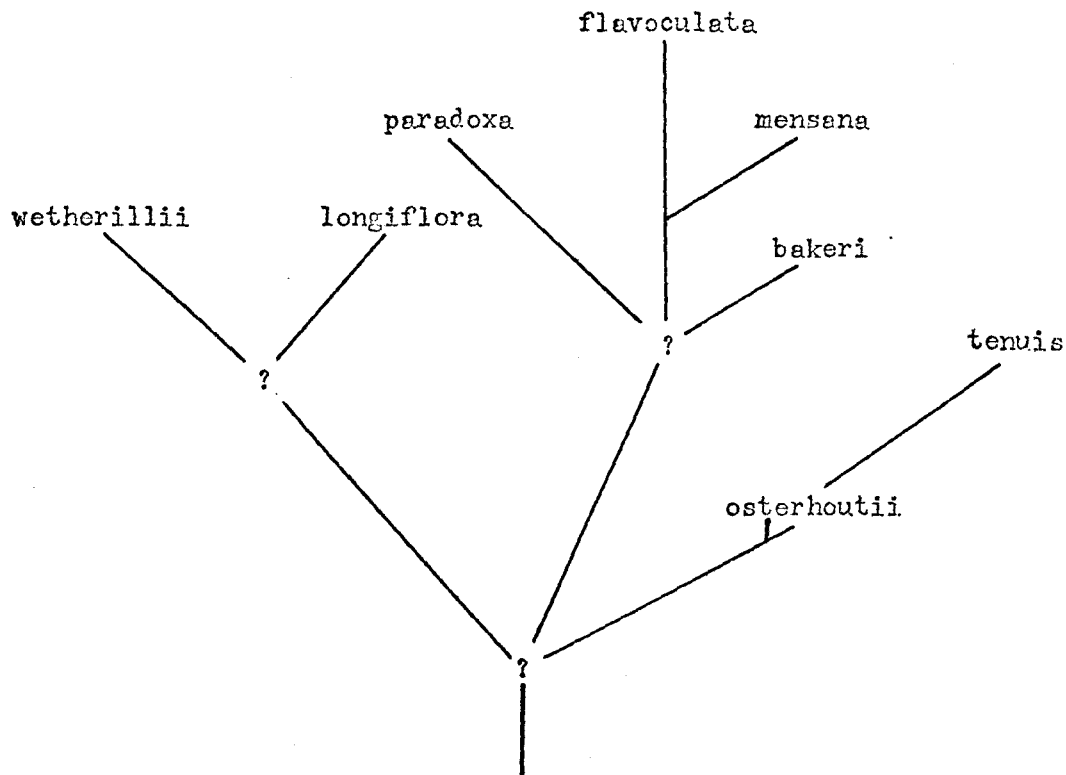 flavoculata
paradoxa
mensana
wetherillii
longiflora
bakeri
?
tenuis
?
osterhoutii
?